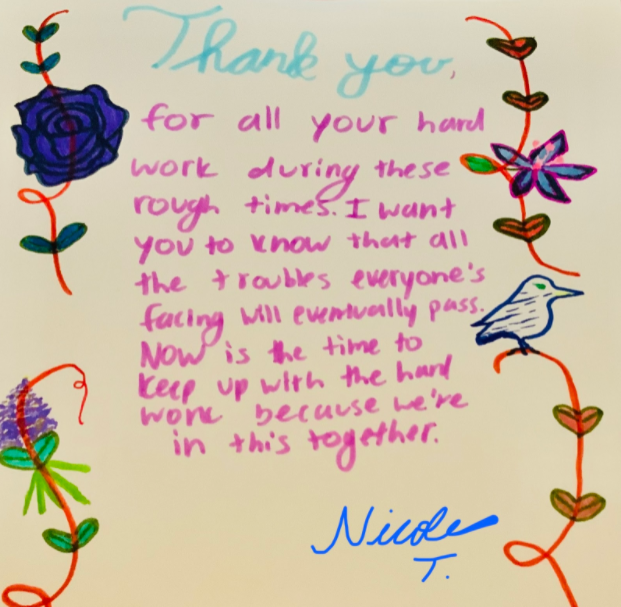 Thank you,
for all your hard
work during these
rough times. I want
you to know that all
the troubles everyone's
facing will eventually pass.
Now is the time to
keep up with the hard
work because we're
in this together.
Nicole
T.